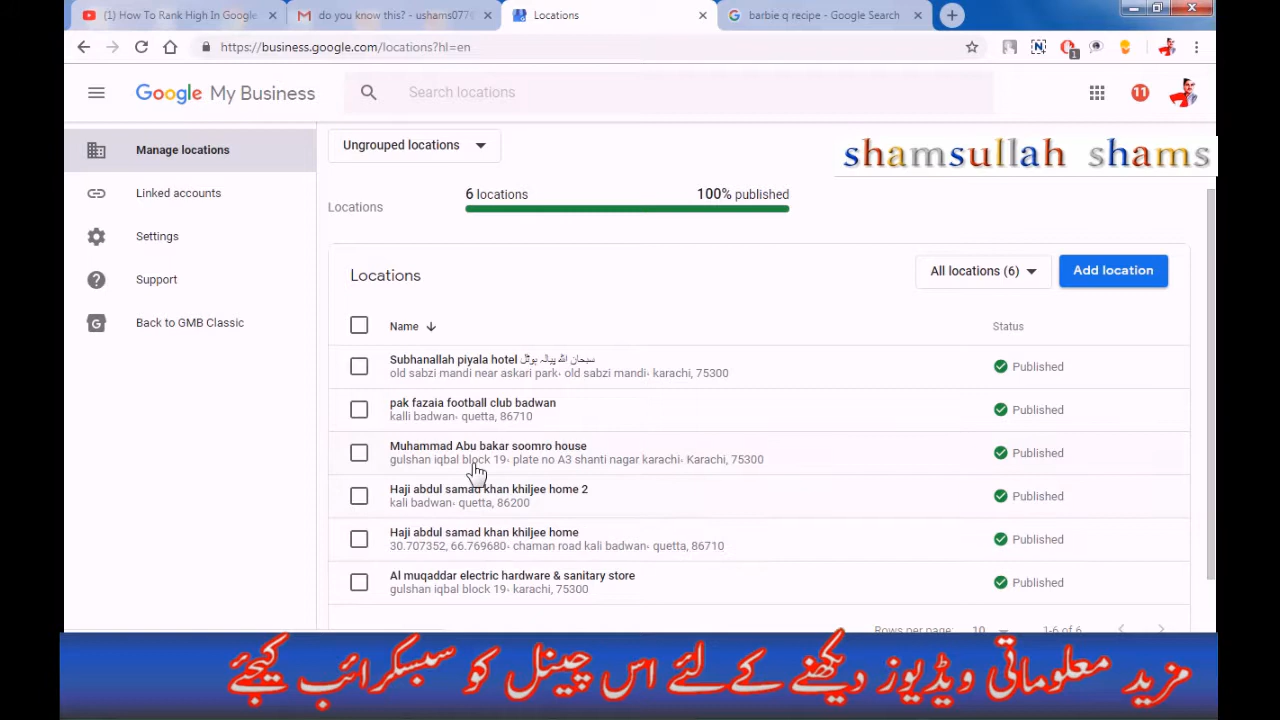 (1) How To Rank High In Google
do you know this? - ushams0770
Locations
barbie q recipe - Google Search
https://business.google.com/locations?hl=en
1
Google My Business
Search locations
11
Manage locations
Linked accounts
Settings
Support
Back to GMB Classic
Ungrouped locations
shamsullah shams
Locations
6 locations
100% published
Locations
All locations (6)
Add location
Name
Status
Subhanallah piyala hotel سبحان اللہ پیالہ ہوٹل
old sabzi mandi near askari park، old sabzi mandi، karachi, 75300
Published
pak fazaia football club badwan
kalli badwan، quetta, 86710
Published
Muhammad Abu bakar soomro house
gulshan iqbal block 19، plate no A3 shanti nagar karachi، Karachi, 75300
Published
Haji abdul samad khan khiljee home 2
kali badwan، quetta, 86200
Published
Haji abdul samad khan khiljee home
30.707352, 66.769680، chaman road kali badwan، quetta, 86710
Published
Al muqaddar electric hardware & sanitary store
gulshan iqbal block 19، karachi, 75300
Published
Rows per page: 10 1-6 of 6
مزید معلوماتی ویڈیوز دیکھنے کے لئے اس چینل کو سبسکرائب کیجئے